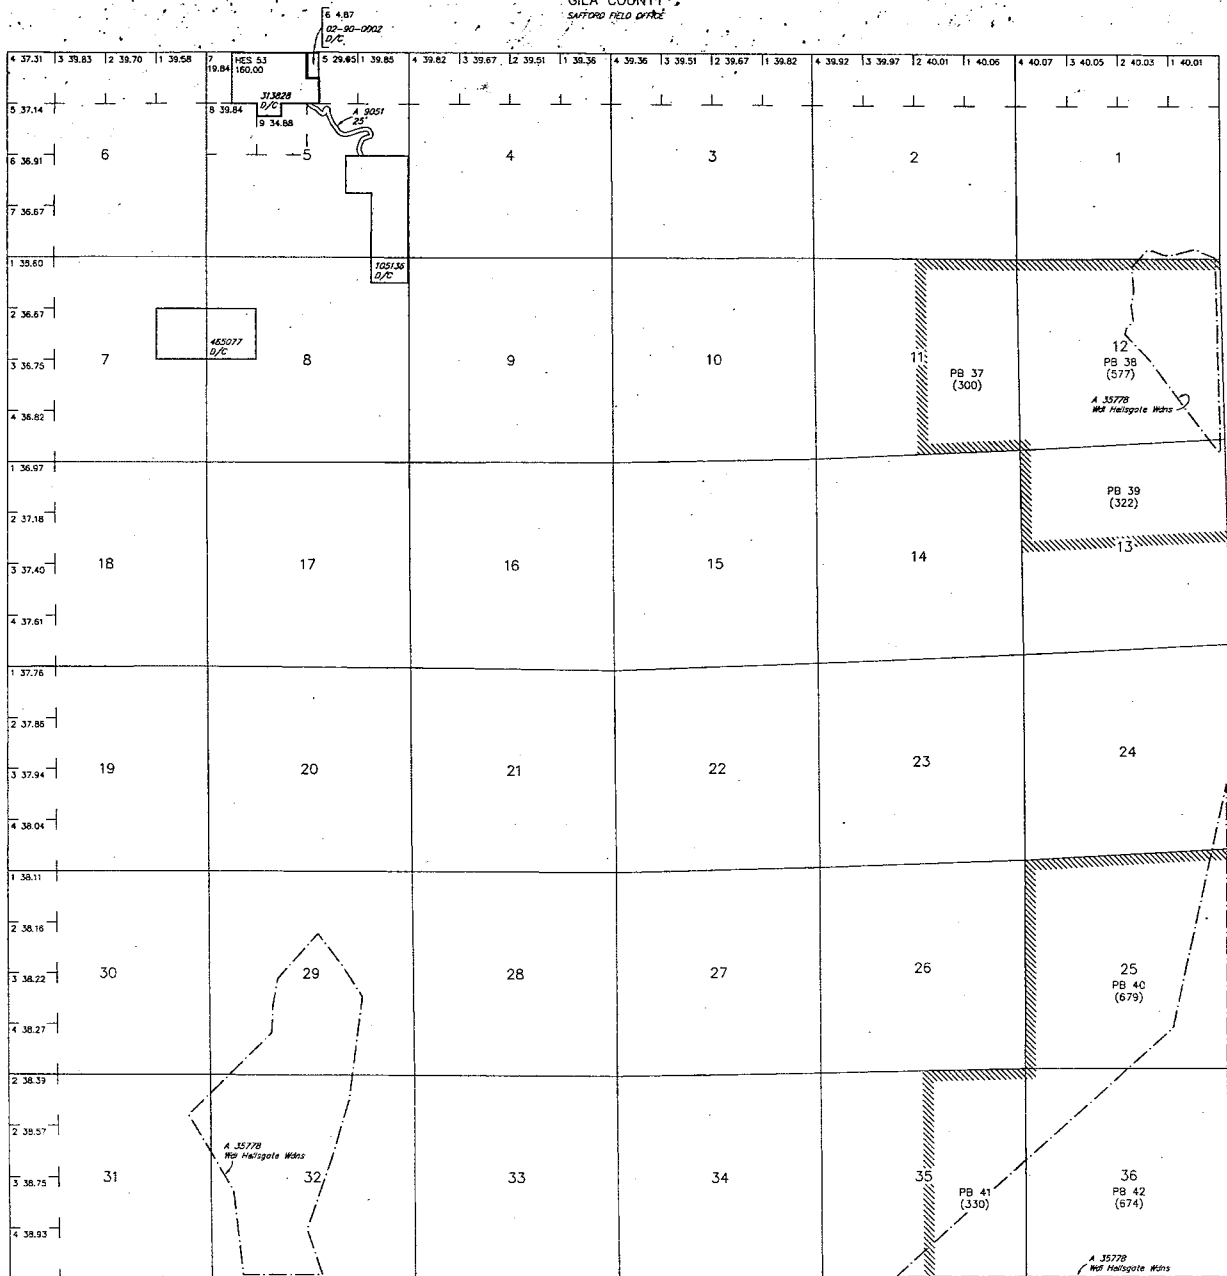 GILA COUNTY
SAFFORD FIELD OFFICE
6 4.87
02-90-0902
D/C
4 37.31 3 39.83 2 39.70 1 39.58 7 19.84 HES 53 160.00 5 29.95 1 39.85 4 39.82 3 39.67 2 39.51 1 39.36 4 39.36 3 39.51 2 39.67 1 39.82 4 39.92 3 39.97 2 40.01 1 40.06 4 40.07 3 40.05 2 40.03 1 40.01
313828
D/C
5 37.14 8 39.84 9 34.88
A 9051
25'
6 36.91 6 5 4 3 2 1
7 36.67
1 36.60
105136
D/C
2 36.67
465077
D/C
3 36.75 7 8 9 10 11 12
PB 37
(300)
PB 38
(577)
A 35778
Wdl Hellsgate Wdns
4 36.82
1 36.97
PB 39
(322)
2 37.18
13
3 37.40 18 17 16 15 14
4 37.61
1 37.76
2 37.86
3 37.94 19 20 21 22 23 24
4 38.04
1 38.11
2 38.16
3 38.22 30 29 28 27 26 25
PB 40
(679)
4 38.27
2 38.39
2 38.57
A 35778
Wdl Hellsgate Wdns
3 38.75 31 32 33 34 35 36
PB 41
(330)
PB 42
(674)
4 38.93
A 35778
Wdl Hellsgate Wdns